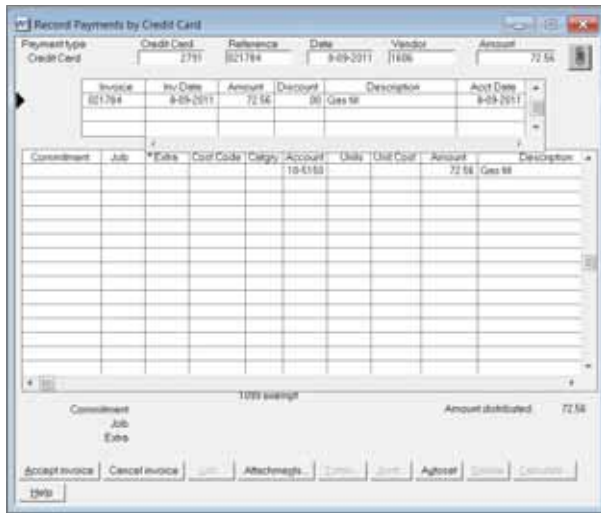 Record Payments by Credit Card
Payment type Credit Card Reference Date Vendor Amount
Credit Card 2791 021784 8-09-2011 1606 72.56
Invoice Inv Date Amount Discount Description Acct Date
021784 8-09-2011 72.56 .00 Gas fill 8-09-2011
Commitment Job *Extra Cost Code Catgry Account Units Unit Cost Amount Description
10-5150 72.56 Gas fill
1099 exempt
Commitment Amount distributed 72.56
Job
Extra
Accept invoice Cancel invoice Attachments... Autoset
Help